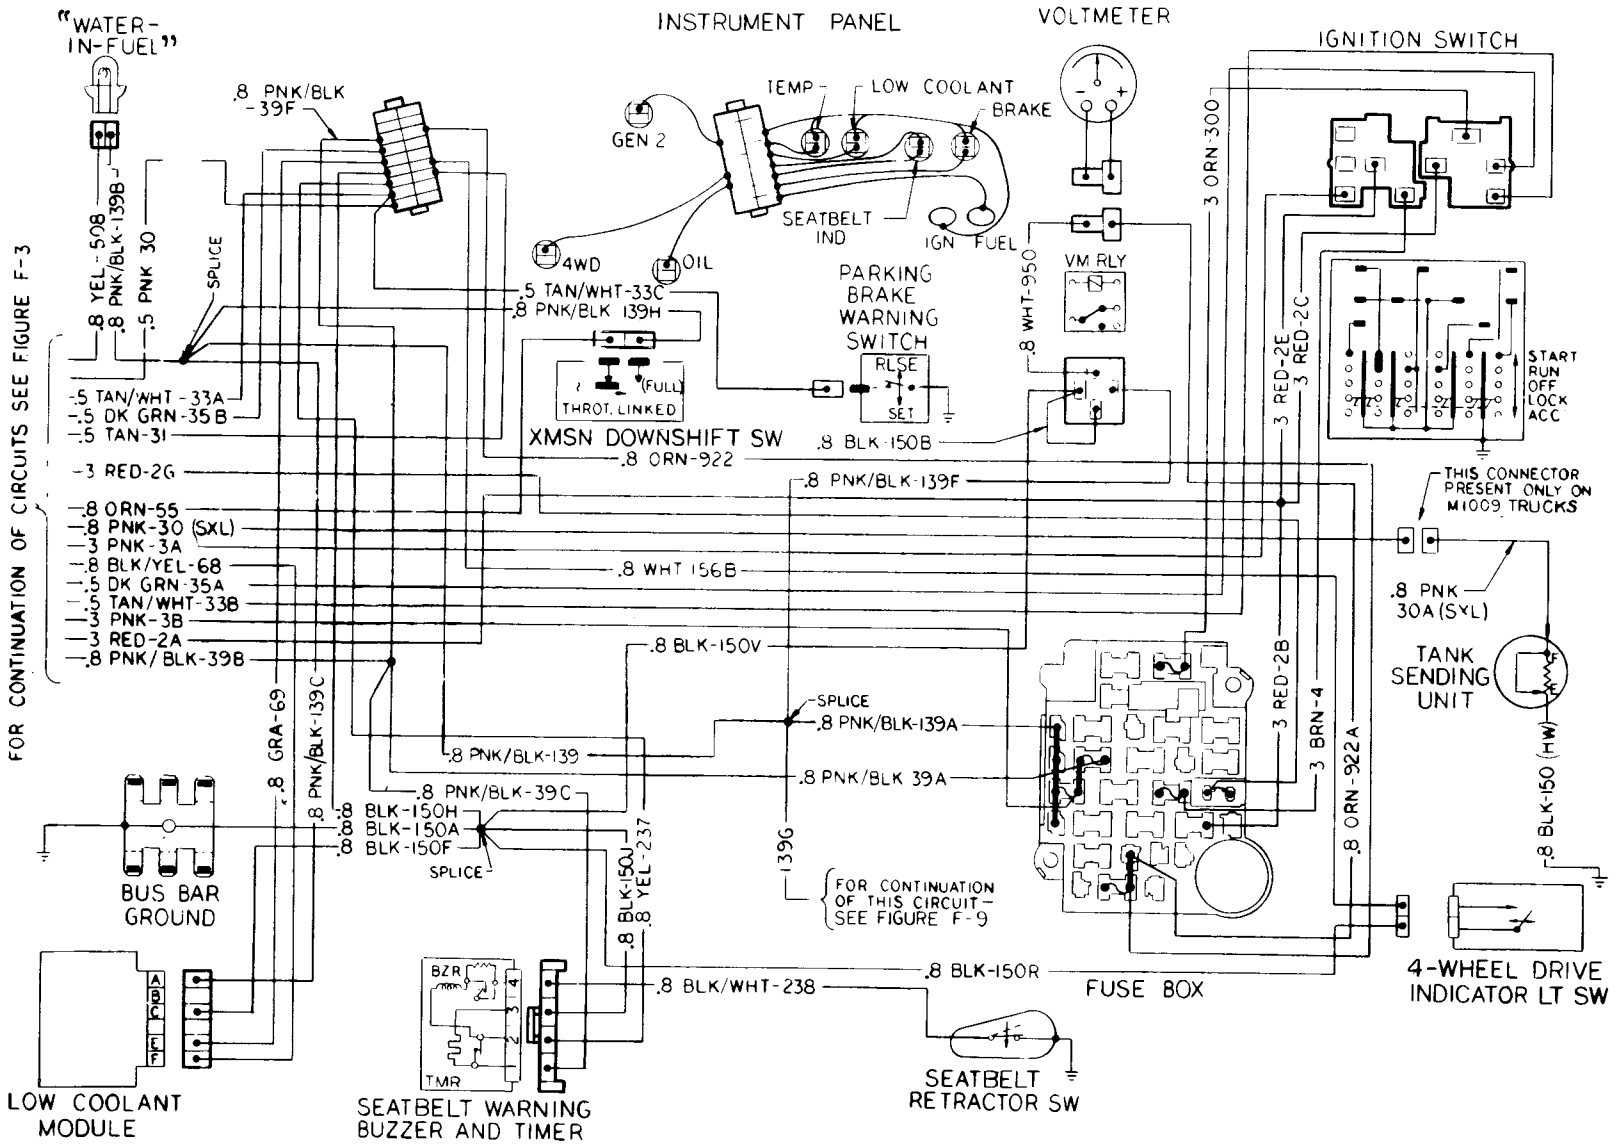 "WATER-
IN-FUEL"
INSTRUMENT PANEL
VOLTMETER
IGNITION SWITCH
.8 PNK/BLK
-39F
GEN 2
TEMP
LOW COOLANT
BRAKE
- +
3 ORN-300
SEATBELT
IND
IGN FUEL
4WD
OIL
.8 YEL-508
.8 PNK/BLK-139B
.5 PNK 30
SPLICE
FOR CONTINUATION OF CIRCUITS SEE FIGURE F-3
.5 TAN/WHT-33C
.8 PNK/BLK 139H
PARKING
BRAKE
WARNING
SWITCH
RLSE
SET
.8 WHT-950
VM RLY
3 RED-2E
3 RED-2C
START
RUN
OFF
LOCK
ACC
(FULL)
THROT. LINKED
XMSN DOWNSHIFT SW
.8 ORN-922
.8 BLK-150B
.8 PNK/BLK-139F
THIS CONNECTOR
PRESENT ONLY ON
M1009 TRUCKS
.5 TAN/WHT-33A
.5 DK GRN-35B
.5 TAN-31
3 RED-2G
.8 ORN-55
.8 PNK-30 (SXL)
3 PNK-3A
.8 BLK/YEL-68
.5 DK GRN-35A
.5 TAN/WHT-33B
3 PNK-3B
3 RED-2A
.8 PNK/BLK-39B
.8 WHT 156B
.8 PNK
30A(SXL)
.8 BLK-150V
TANK
SENDING
UNIT
F
E
3 RED-2B
3 BRN-4
.8 ORN-922A
.8 BLK-150 (HW)
SPLICE
.8 PNK/BLK-139A
.8 GRA-69
.8 PNK/BLK-139C
.8 PNK/BLK-139
.8 PNK/BLK 39A
.8 PNK/BLK-39C
.8 BLK-150H
.8 BLK-150A
.8 BLK-150F
SPLICE
.8 BLK-150J
.8 YEL-237
139G
FOR CONTINUATION
OF THIS CIRCUIT-
SEE FIGURE F-9
BUS BAR
GROUND
FUSE BOX
4-WHEEL DRIVE
INDICATOR LT SW
.8 BLK-150R
.8 BLK/WHT-238
A
B
C
E
F
BZR
TMR
4
3
2
1
LOW COOLANT
MODULE
SEATBELT WARNING
BUZZER AND TIMER
SEATBELT
RETRACTOR SW